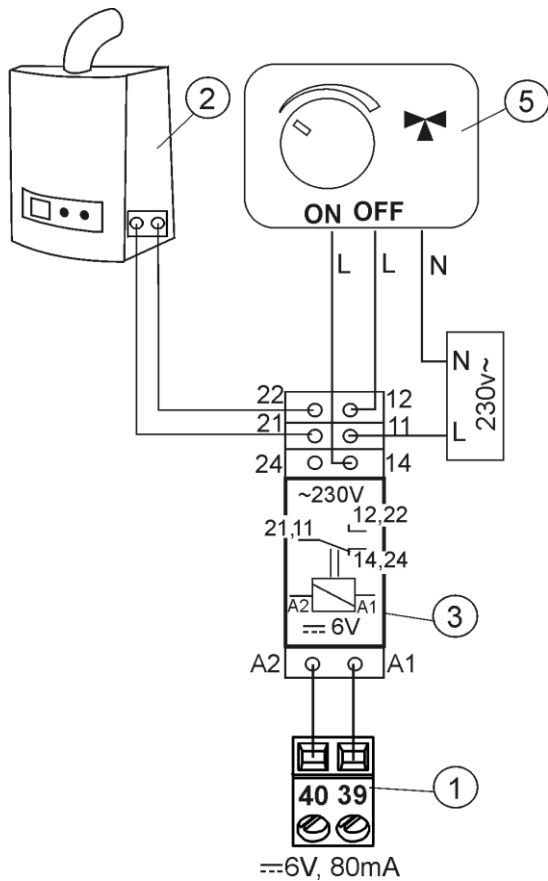 2
5
ON OFF
L L N
N
L
230v~
22 12
21 11
24 14
~230V
12,22
21,11
14,24
A2 A1
6V
3
A2 A1
40 39
1
6V, 80mA